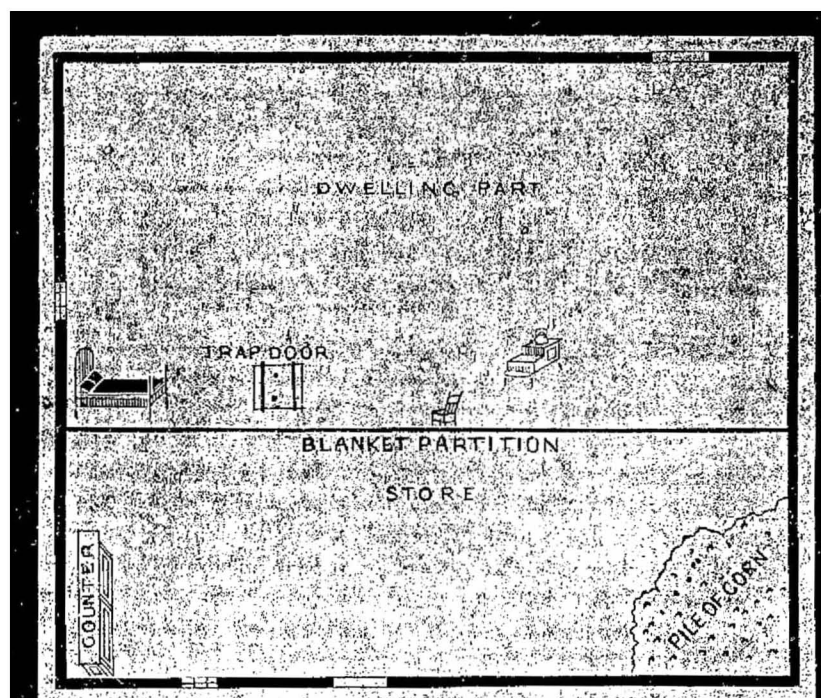 DWELLING PART
TRAP DOOR
BLANKET PARTITION
STORE
COUNTER
PILE OF CORN